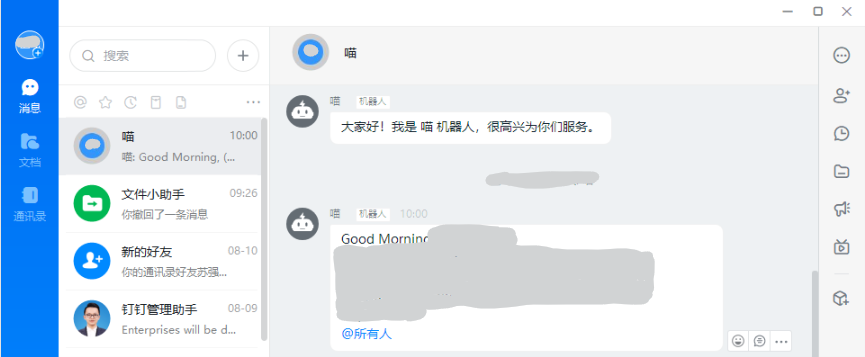 搜索
消息
文档
通讯录
喵
10:00
喵: Good Morning, (...
文件小助手
09:26
你撤回了一条消息
新的好友
08-10
你的通讯录好友苏强...
钉钉管理助手
08-09
Enterprises will be d...
喵
喵 机器人
大家好！我是 喵 机器人，很高兴为你们服务。
喵 机器人 10:00
Good Morning
@所有人